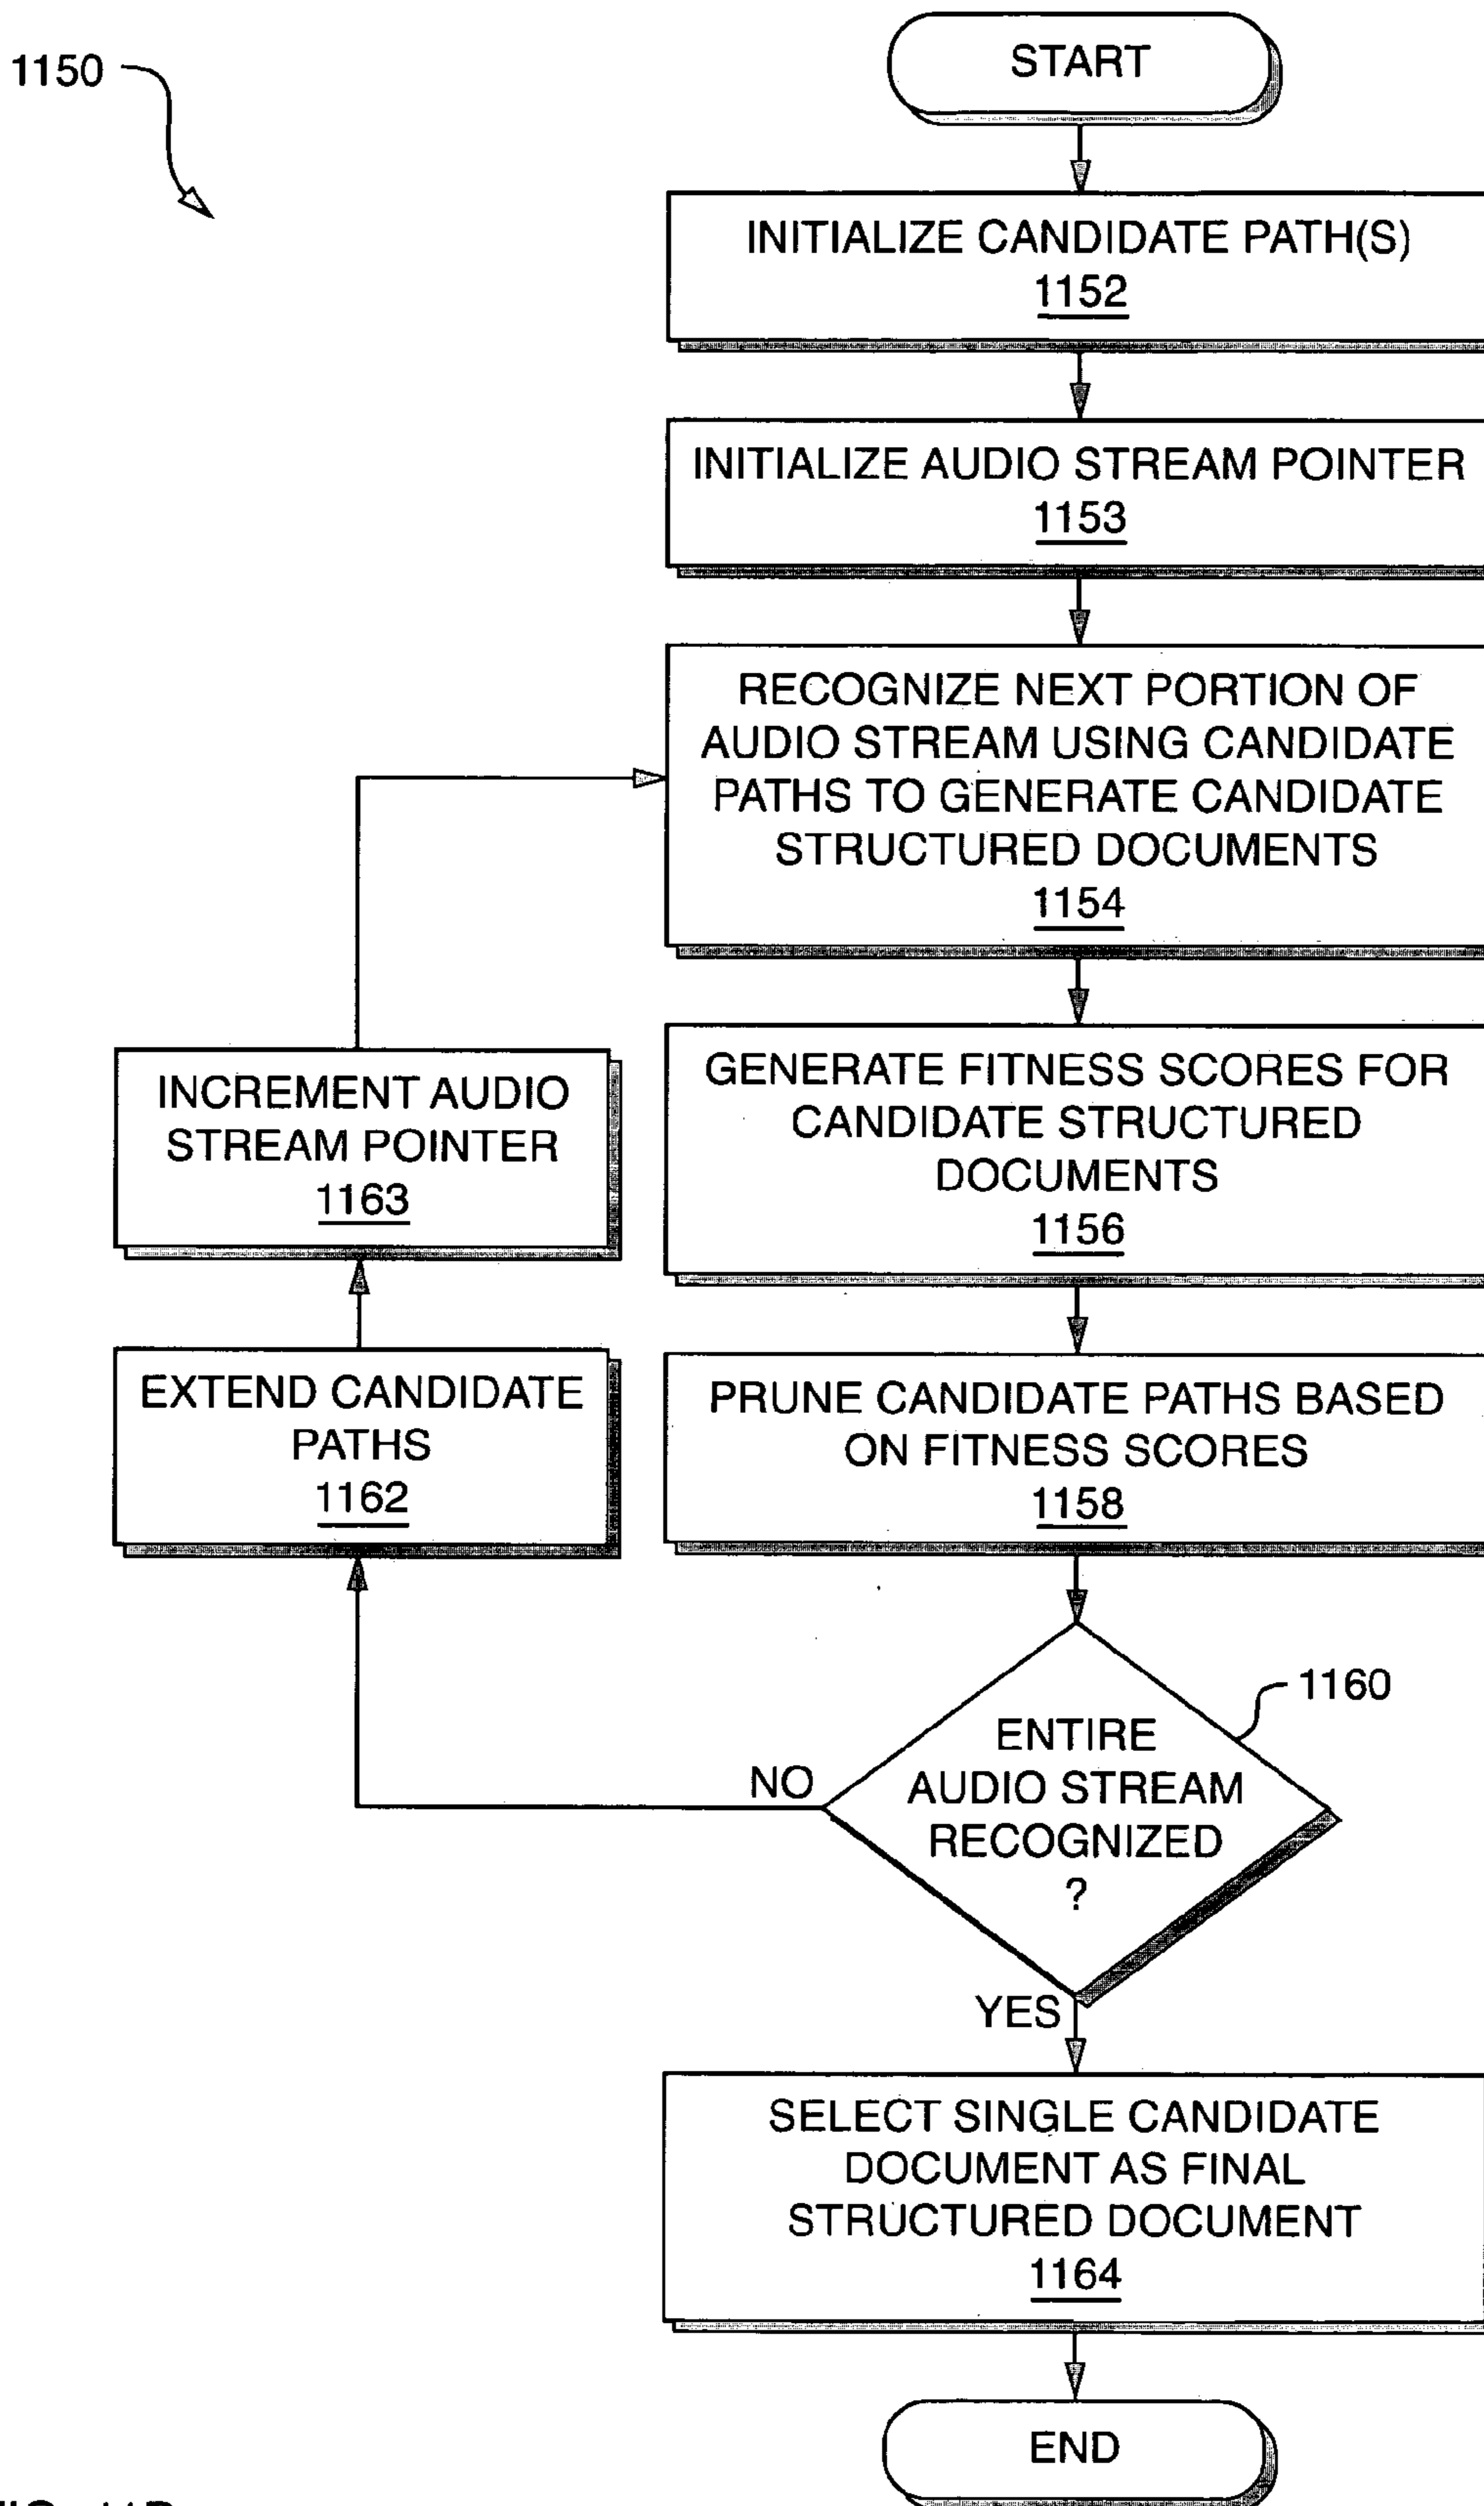 1150
START
INITIALIZE CANDIDATE PATH(S)
1152
INITIALIZE AUDIO STREAM POINTER
1153
RECOGNIZE NEXT PORTION OF
AUDIO STREAM USING CANDIDATE
PATHS TO GENERATE CANDIDATE
STRUCTURED DOCUMENTS
1154
GENERATE FITNESS SCORES FOR
CANDIDATE STRUCTURED
DOCUMENTS
1156
INCREMENT AUDIO
STREAM POINTER
1163
PRUNE CANDIDATE PATHS BASED
ON FITNESS SCORES
1158
EXTEND CANDIDATE
PATHS
1162
1160
ENTIRE
AUDIO STREAM
RECOGNIZED
?
NO
YES
SELECT SINGLE CANDIDATE
DOCUMENT AS FINAL
STRUCTURED DOCUMENT
1164
END